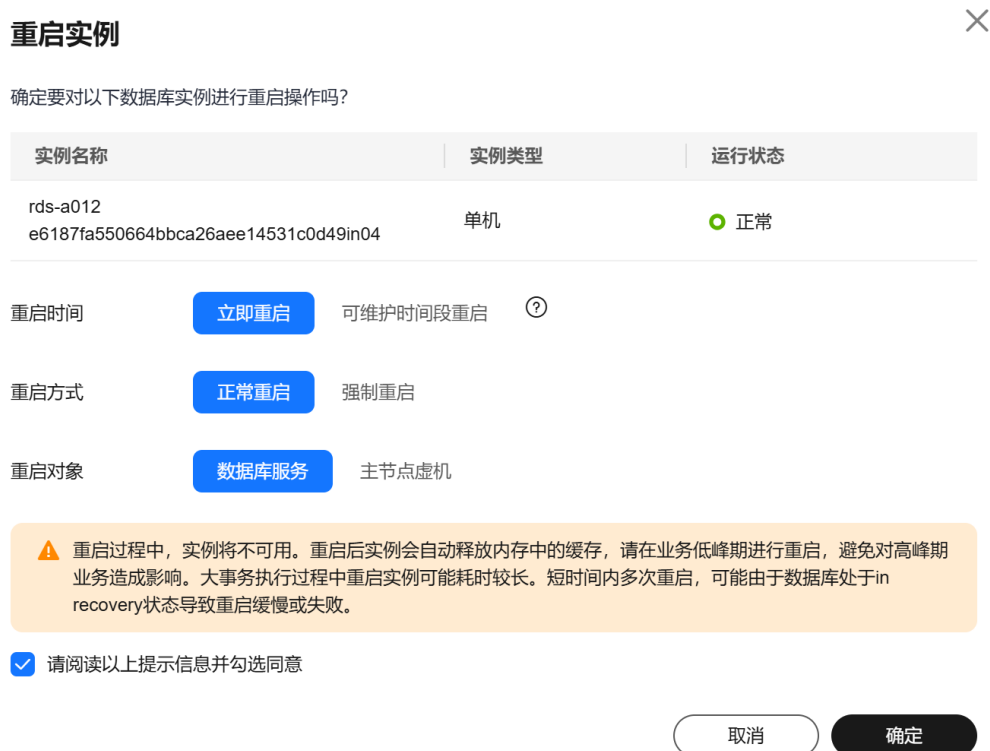 重启实例
确定要对以下数据库实例进行重启操作吗？
实例名称 实例类型 运行状态
rds-a012
e6187fa550664bbca26aee14531c0d49in04 单机 正常
重启时间 立即重启 可维护时间段重启 ?
重启方式 正常重启 强制重启
重启对象 数据库服务 主节点虚机
重启过程中，实例将不可用。重启后实例会自动释放内存中的缓存，请在业务低峰期进行重启，避免对高峰期
业务造成影响。大事务执行过程中重启实例可能耗时较长。短时间内多次重启，可能由于数据库处于in
recovery状态导致重启缓慢或失败。
请阅读以上提示信息并勾选同意
取消 确定